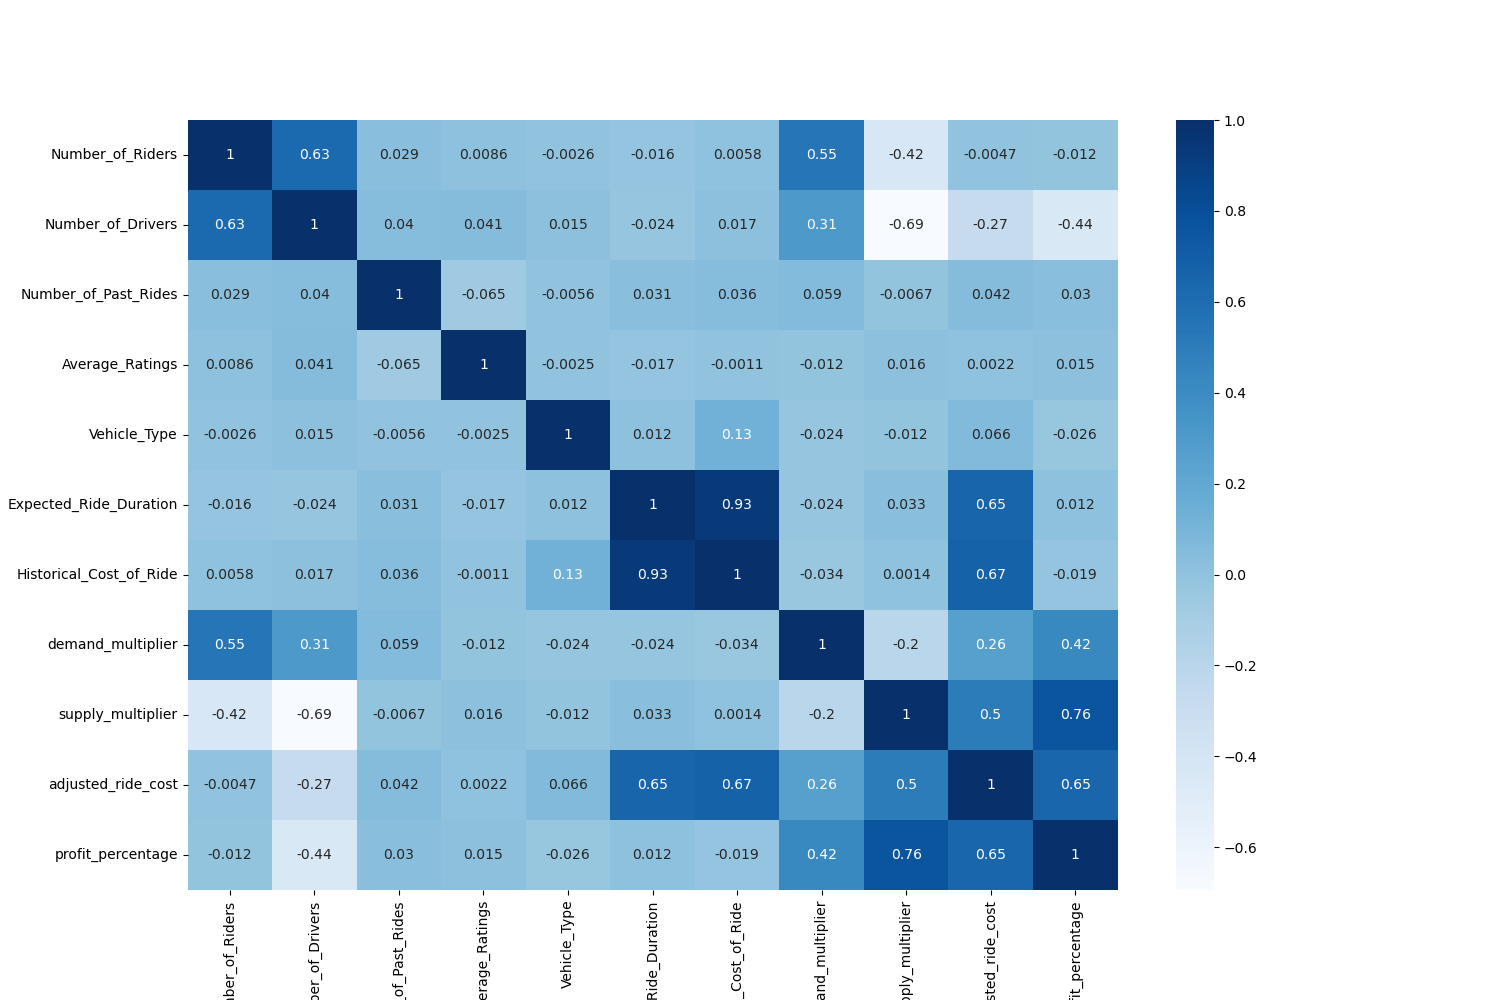 Number_of_Riders 1 0.63 0.029 0.0086 -0.0026 -0.016 0.0058 0.55 -0.42 -0.0047 -0.012
Number_of_Drivers 0.63 1 0.04 0.041 0.015 -0.024 0.017 0.31 -0.69 -0.27 -0.44
Number_of_Past_Rides 0.029 0.04 1 -0.065 -0.0056 0.031 0.036 0.059 -0.0067 0.042 0.03
Average_Ratings 0.0086 0.041 -0.065 1 -0.0025 -0.017 -0.0011 -0.012 0.016 0.0022 0.015
Vehicle_Type -0.0026 0.015 -0.0056 -0.0025 1 0.012 0.13 -0.024 -0.012 0.066 -0.026
Expected_Ride_Duration -0.016 -0.024 0.031 -0.017 0.012 1 0.93 -0.024 0.033 0.65 0.012
Historical_Cost_of_Ride 0.0058 0.017 0.036 -0.0011 0.13 0.93 1 -0.034 0.0014 0.67 -0.019
demand_multiplier 0.55 0.31 0.059 -0.012 -0.024 -0.024 -0.034 1 -0.2 0.26 0.42
supply_multiplier -0.42 -0.69 -0.0067 0.016 -0.012 0.033 0.0014 -0.2 1 0.5 0.76
adjusted_ride_cost -0.0047 -0.27 0.042 0.0022 0.066 0.65 0.67 0.26 0.5 1 0.65
profit_percentage -0.012 -0.44 0.03 0.015 -0.026 0.012 -0.019 0.42 0.76 0.65 1
mber_of_Riders
ber_of_Drivers
_of_Past_Rides
erage_Ratings
Vehicle_Type
Ride_Duration
_Cost_of_Ride
and_multiplier
pply_multiplier
sted_ride_cost
fit_percentage
1.0
0.8
0.6
0.4
0.2
0.0
−0.2
−0.4
−0.6